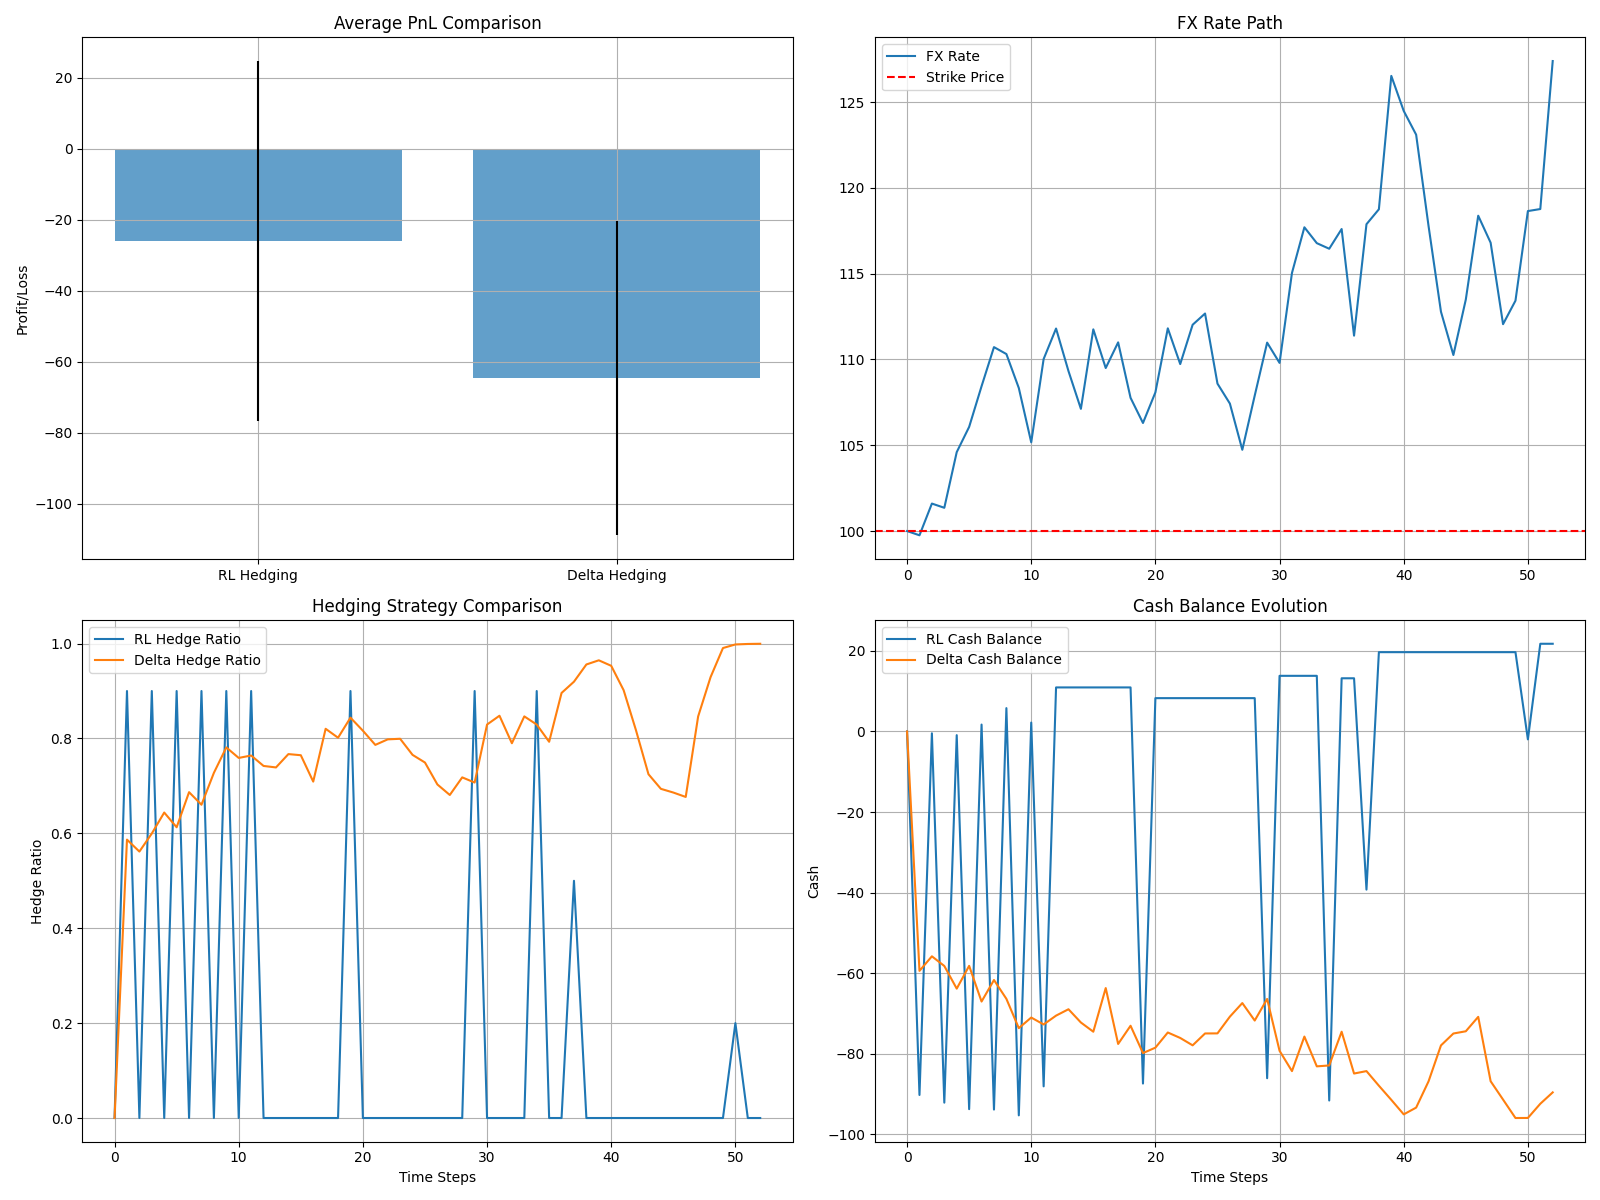 Average PnL Comparison
Profit/Loss
20
0
−20
−40
−60
−80
−100
RL Hedging
Delta Hedging
FX Rate Path
FX Rate
Strike Price
125
120
115
110
105
100
0
10
20
30
40
50
Hedging Strategy Comparison
RL Hedge Ratio
Delta Hedge Ratio
Hedge Ratio
1.0
0.8
0.6
0.4
0.2
0.0
0
10
20
30
40
50
Time Steps
Cash Balance Evolution
RL Cash Balance
Delta Cash Balance
Cash
20
0
−20
−40
−60
−80
−100
0
10
20
30
40
50
Time Steps